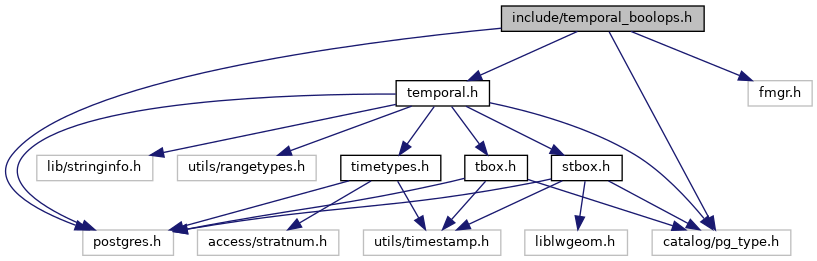 include/temporal_boolops.h
temporal.h
fmgr.h
lib/stringinfo.h
utils/rangetypes.h
timetypes.h
tbox.h
stbox.h
postgres.h
access/stratnum.h
utils/timestamp.h
liblwgeom.h
catalog/pg_type.h